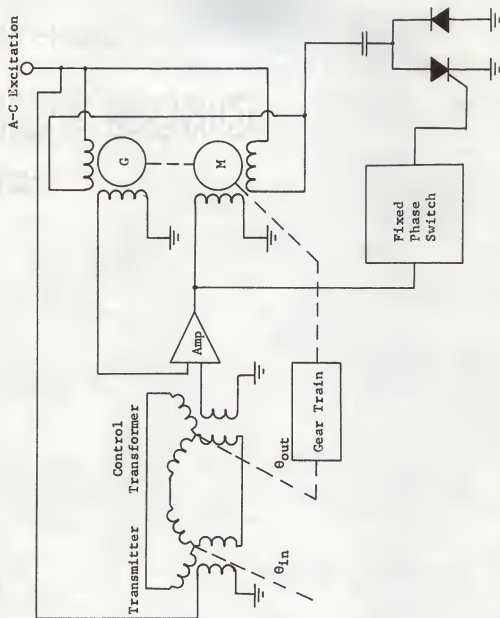 A-C Excitation
G
M
Fixed
Phase
Switch
Amp
Gear Train
Control
Transformer
θout
Transmitter
θin